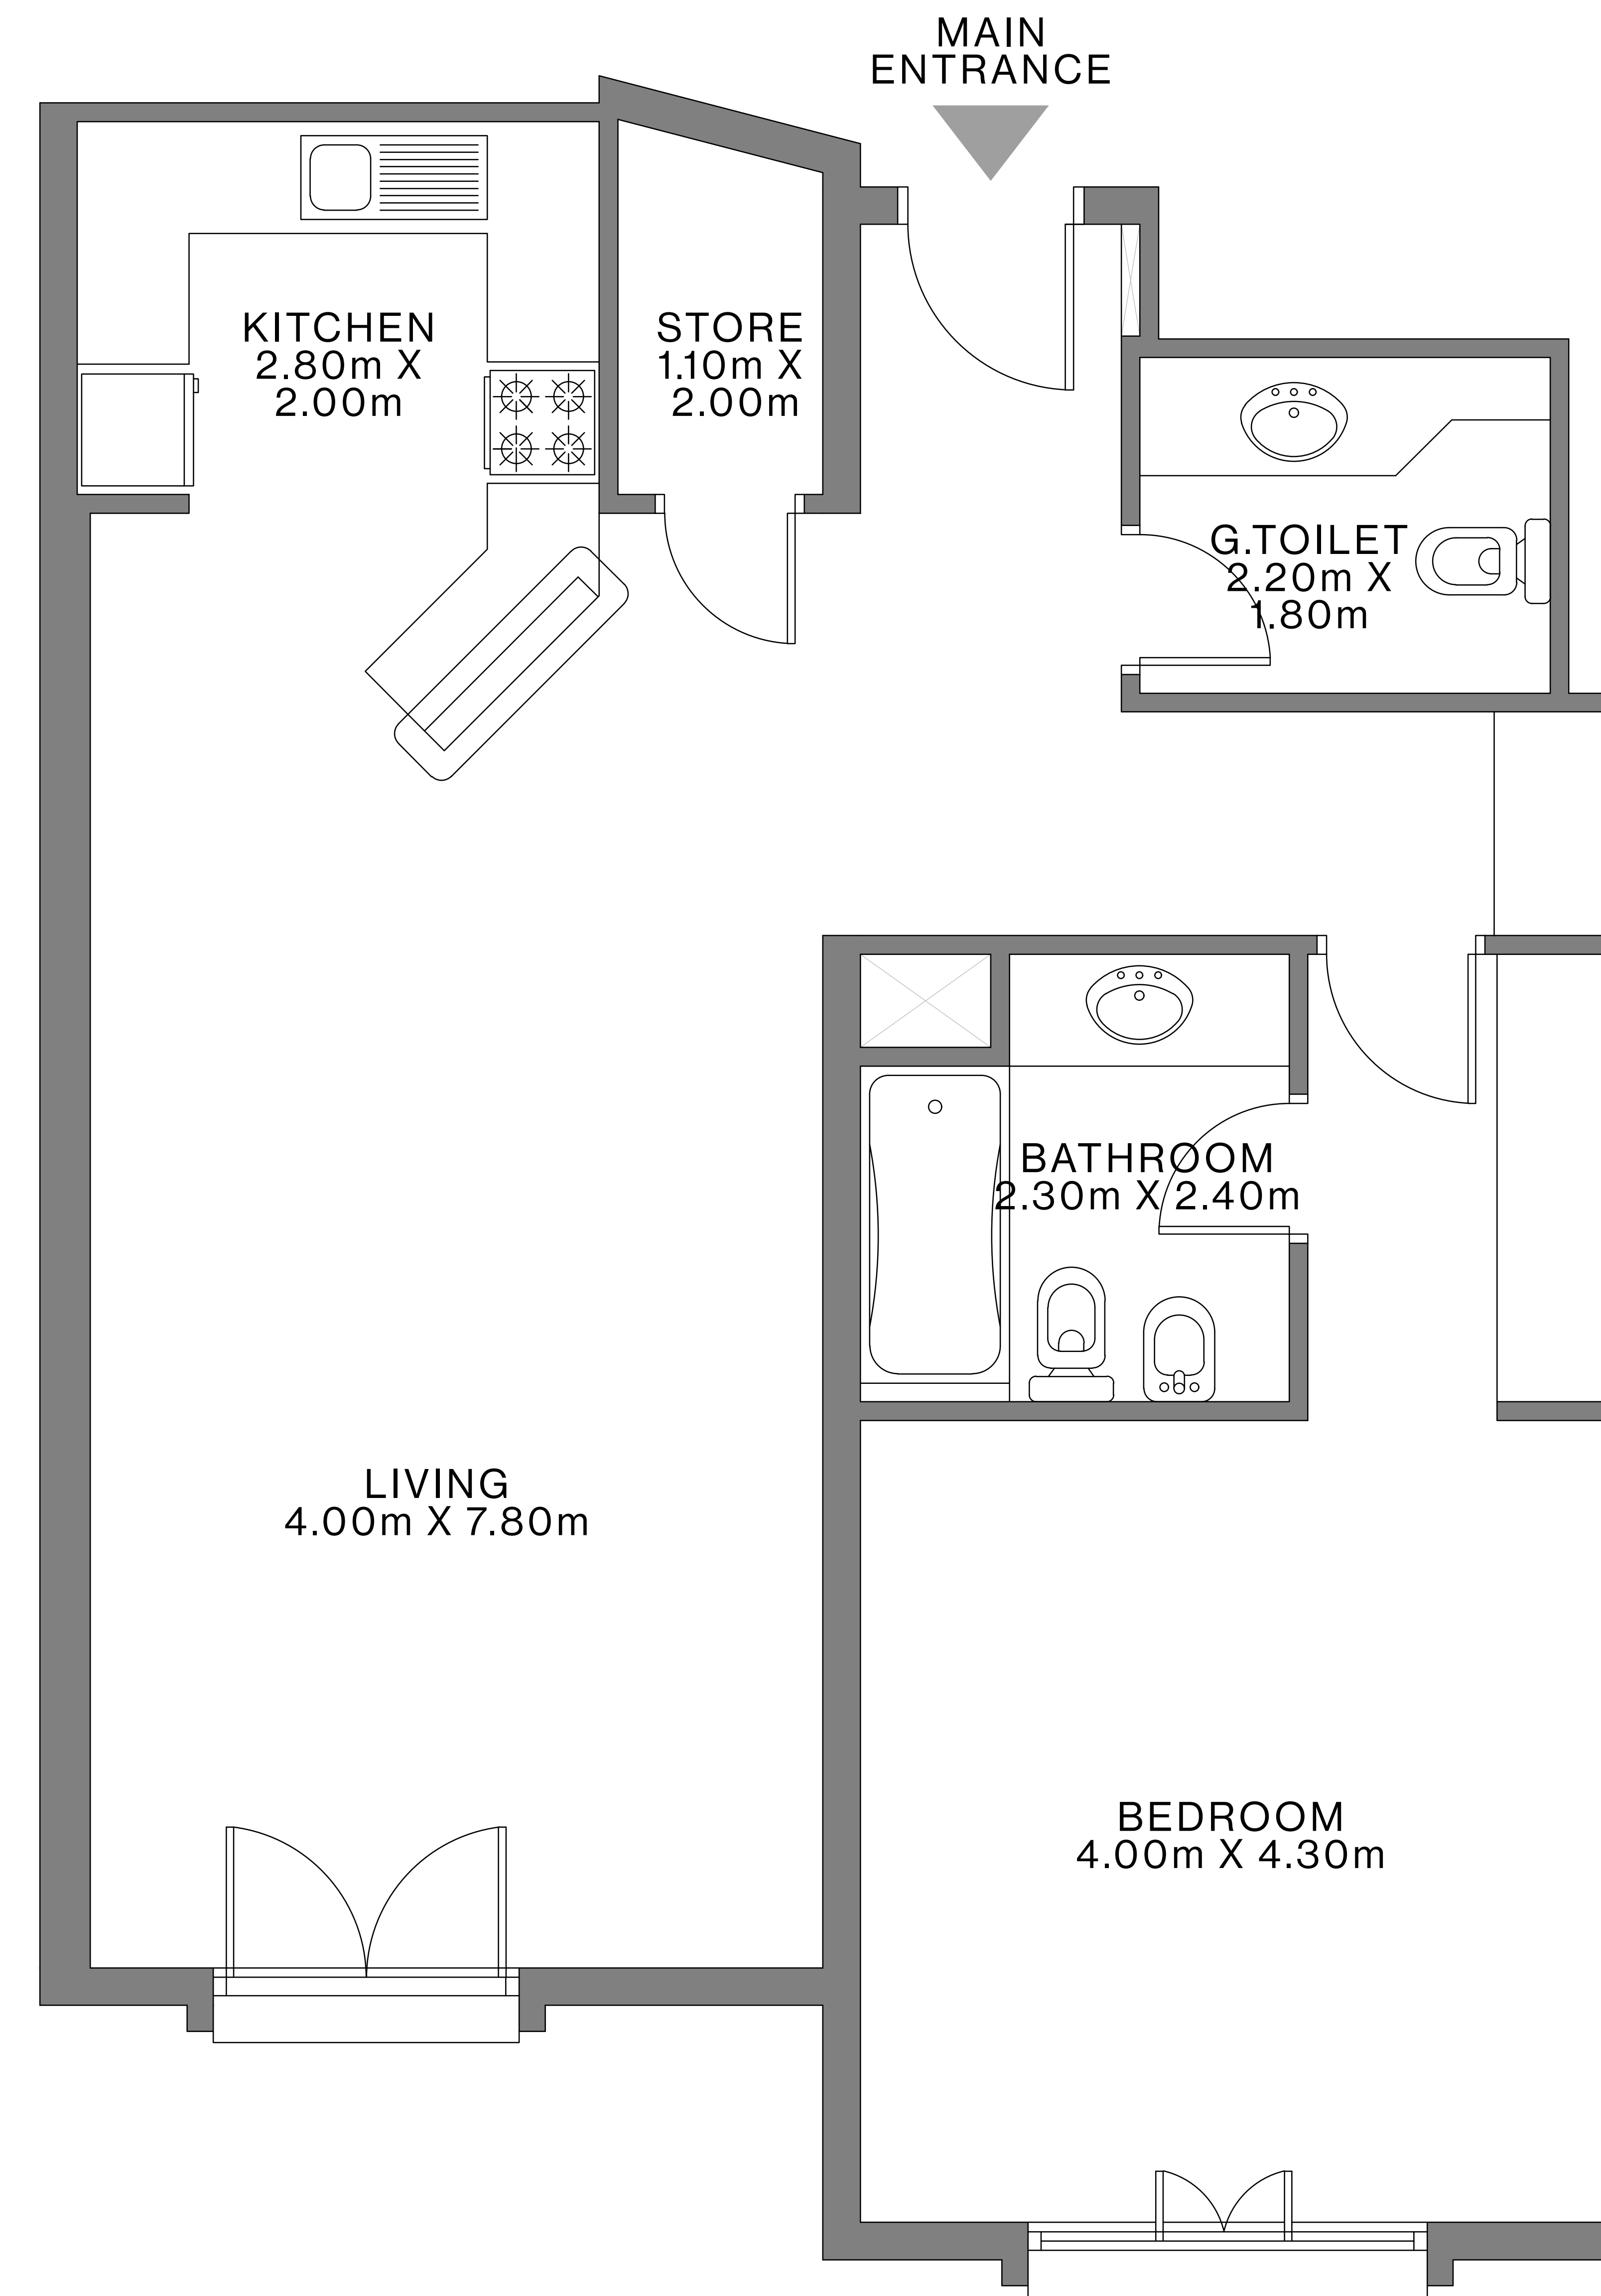 MAIN
ENTRANCE
KITCHEN
2.80m X
2.00m
STORE
1.10m X
2.00m
G.TOILET
2.20m X
1.80m
BATHROOM
2.30m X 2.40m
LIVING
4.00m X 7.80m
BEDROOM
4.00m X 4.30m